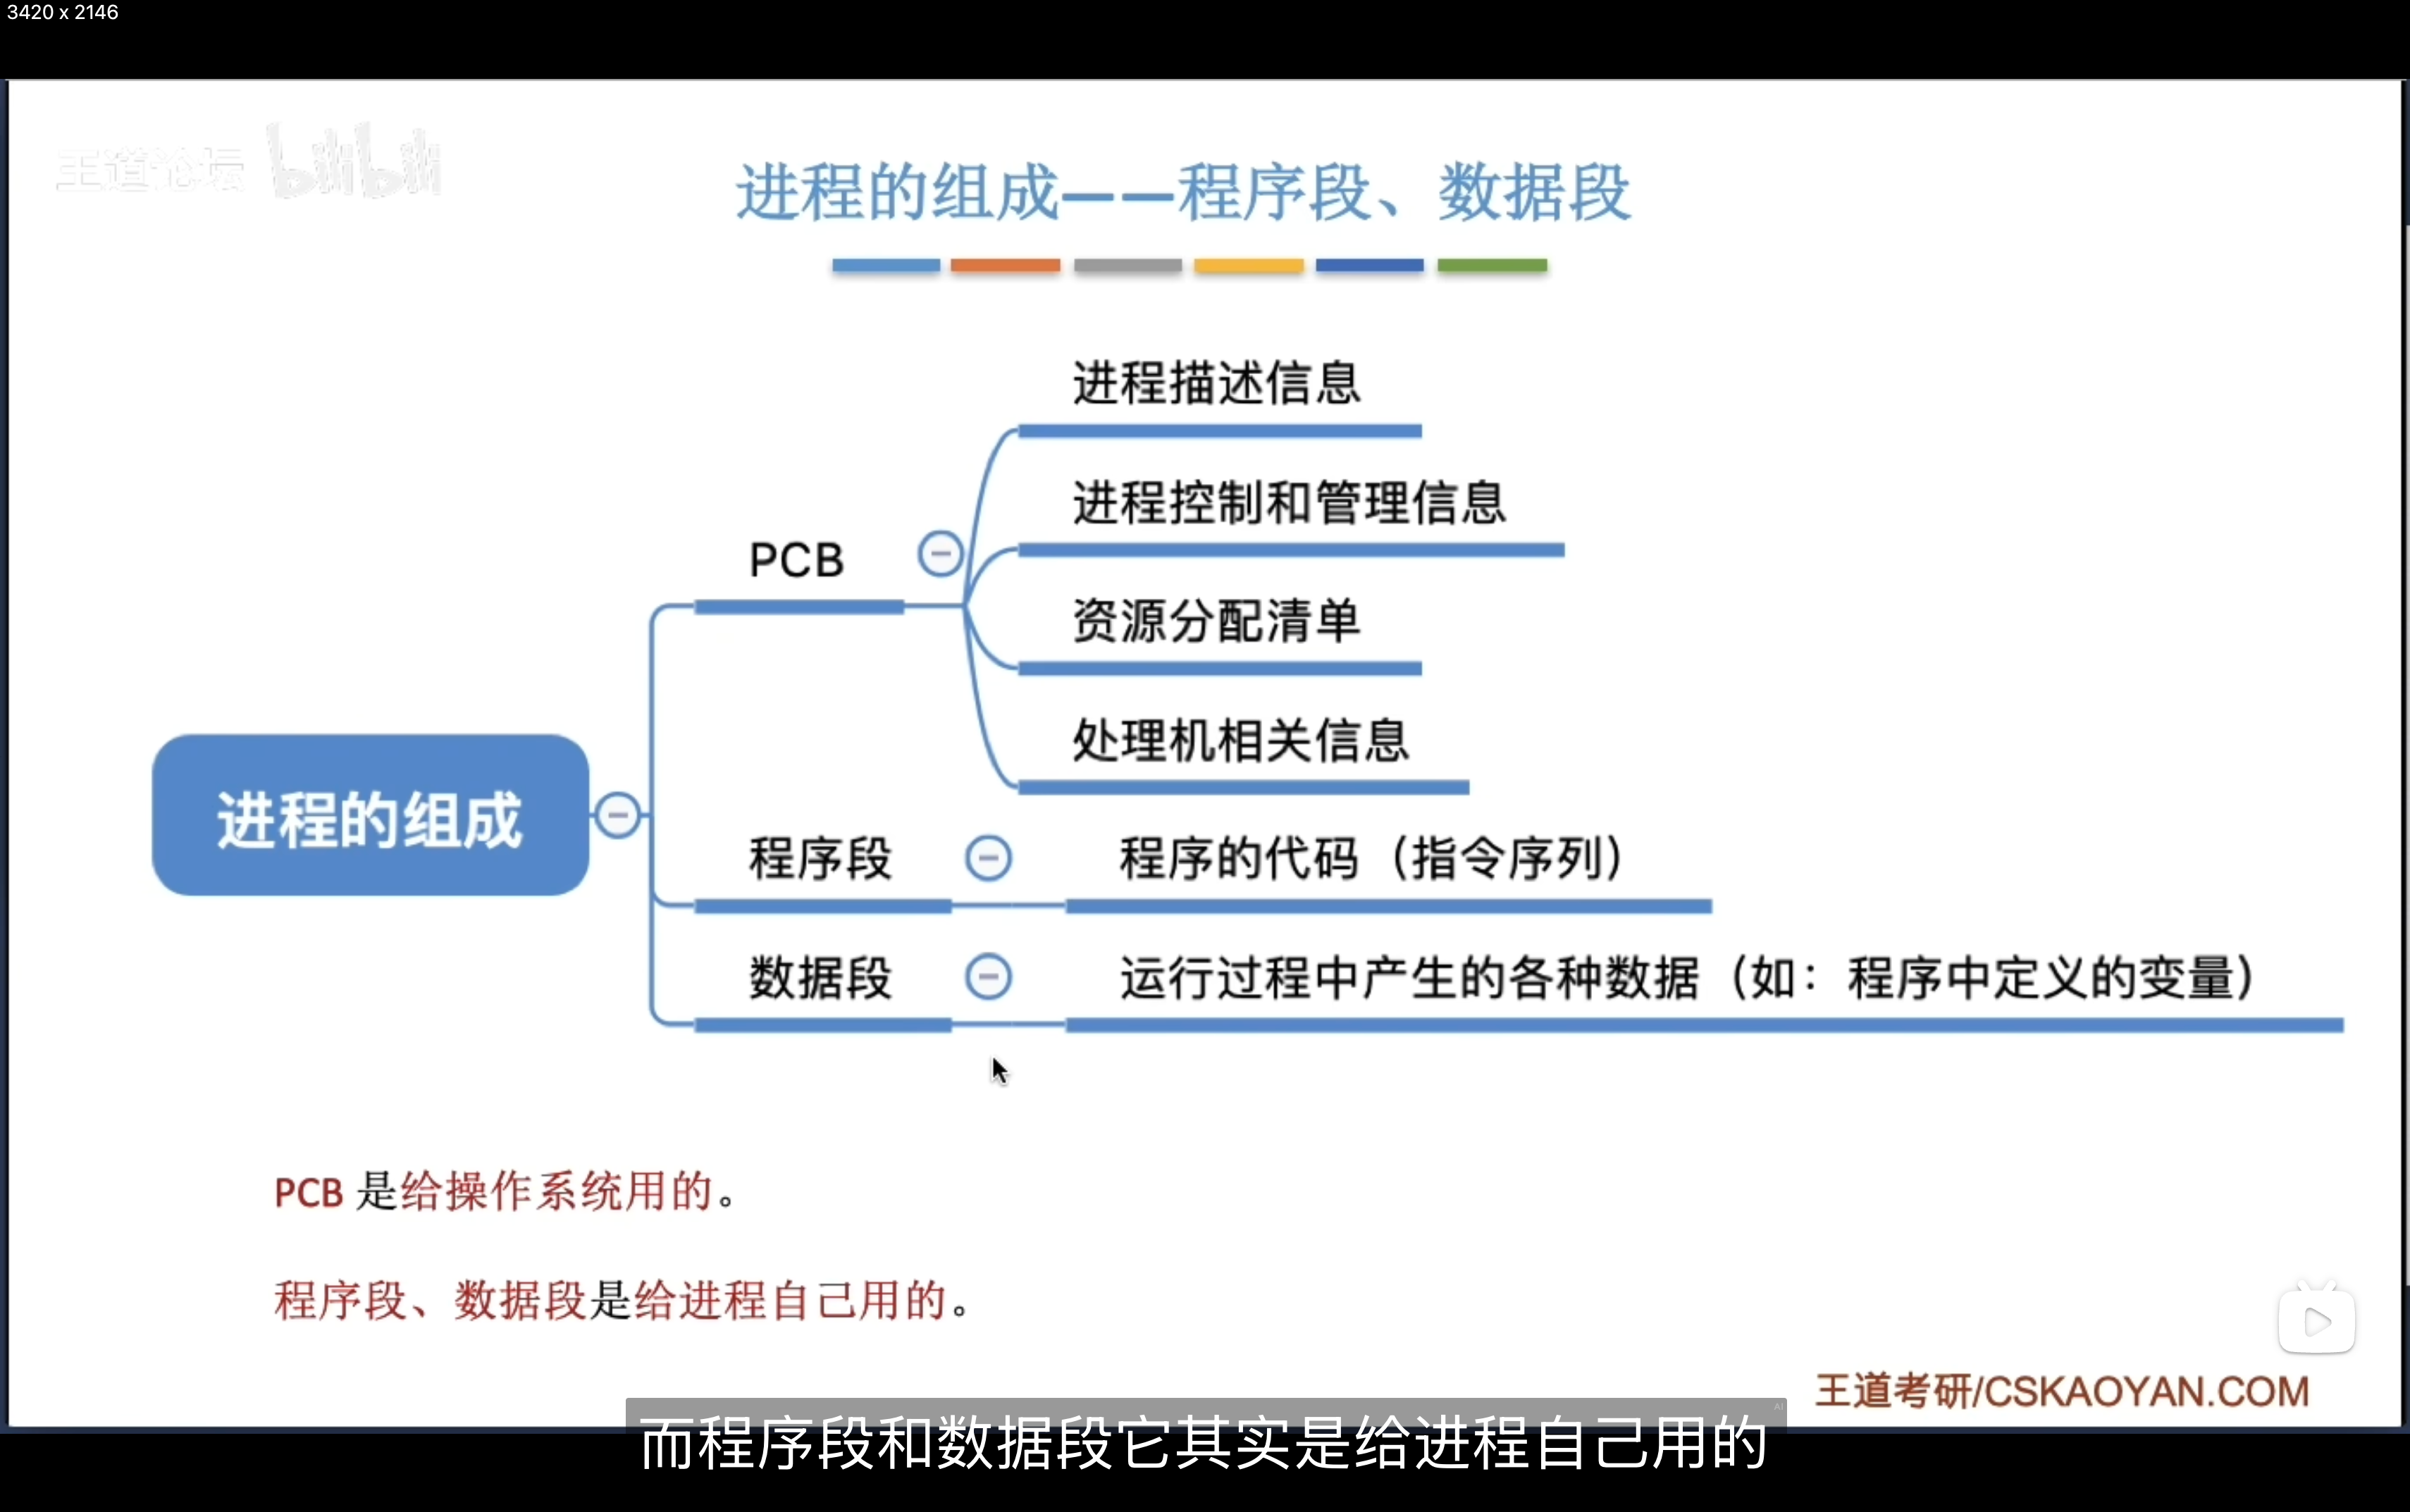 3420 x 2146
王道论坛 bilibili
进程的组成——程序段、数据段
进程描述信息
进程控制和管理信息
PCB
资源分配清单
处理机相关信息
进程的组成
程序段 程序的代码（指令序列）
数据段 运行过程中产生的各种数据（如：程序中定义的变量）
PCB 是给操作系统用的。
程序段、数据段是给进程自己用的。
王道考研/CSKAOYAN.COM
AI
而程序段和数据段它其实是给进程自己用的